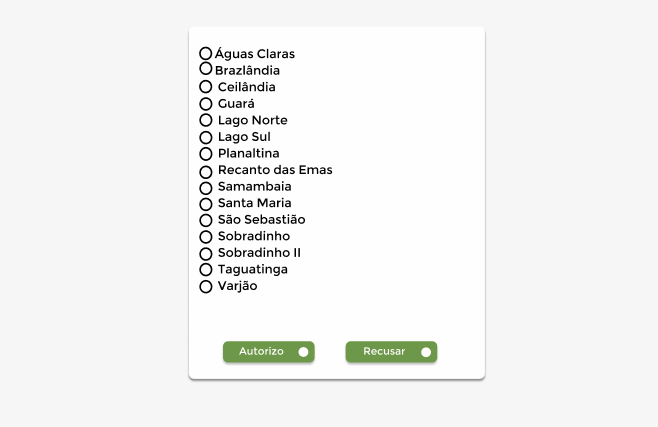 Águas Claras
Brazlândia
Ceilândia
Guará
Lago Norte
Lago Sul
Planaltina
Recanto das Emas
Samambaia
Santa Maria
São Sebastião
Sobradinho
Sobradinho II
Taguatinga
Varjão
Autorizo Recusar